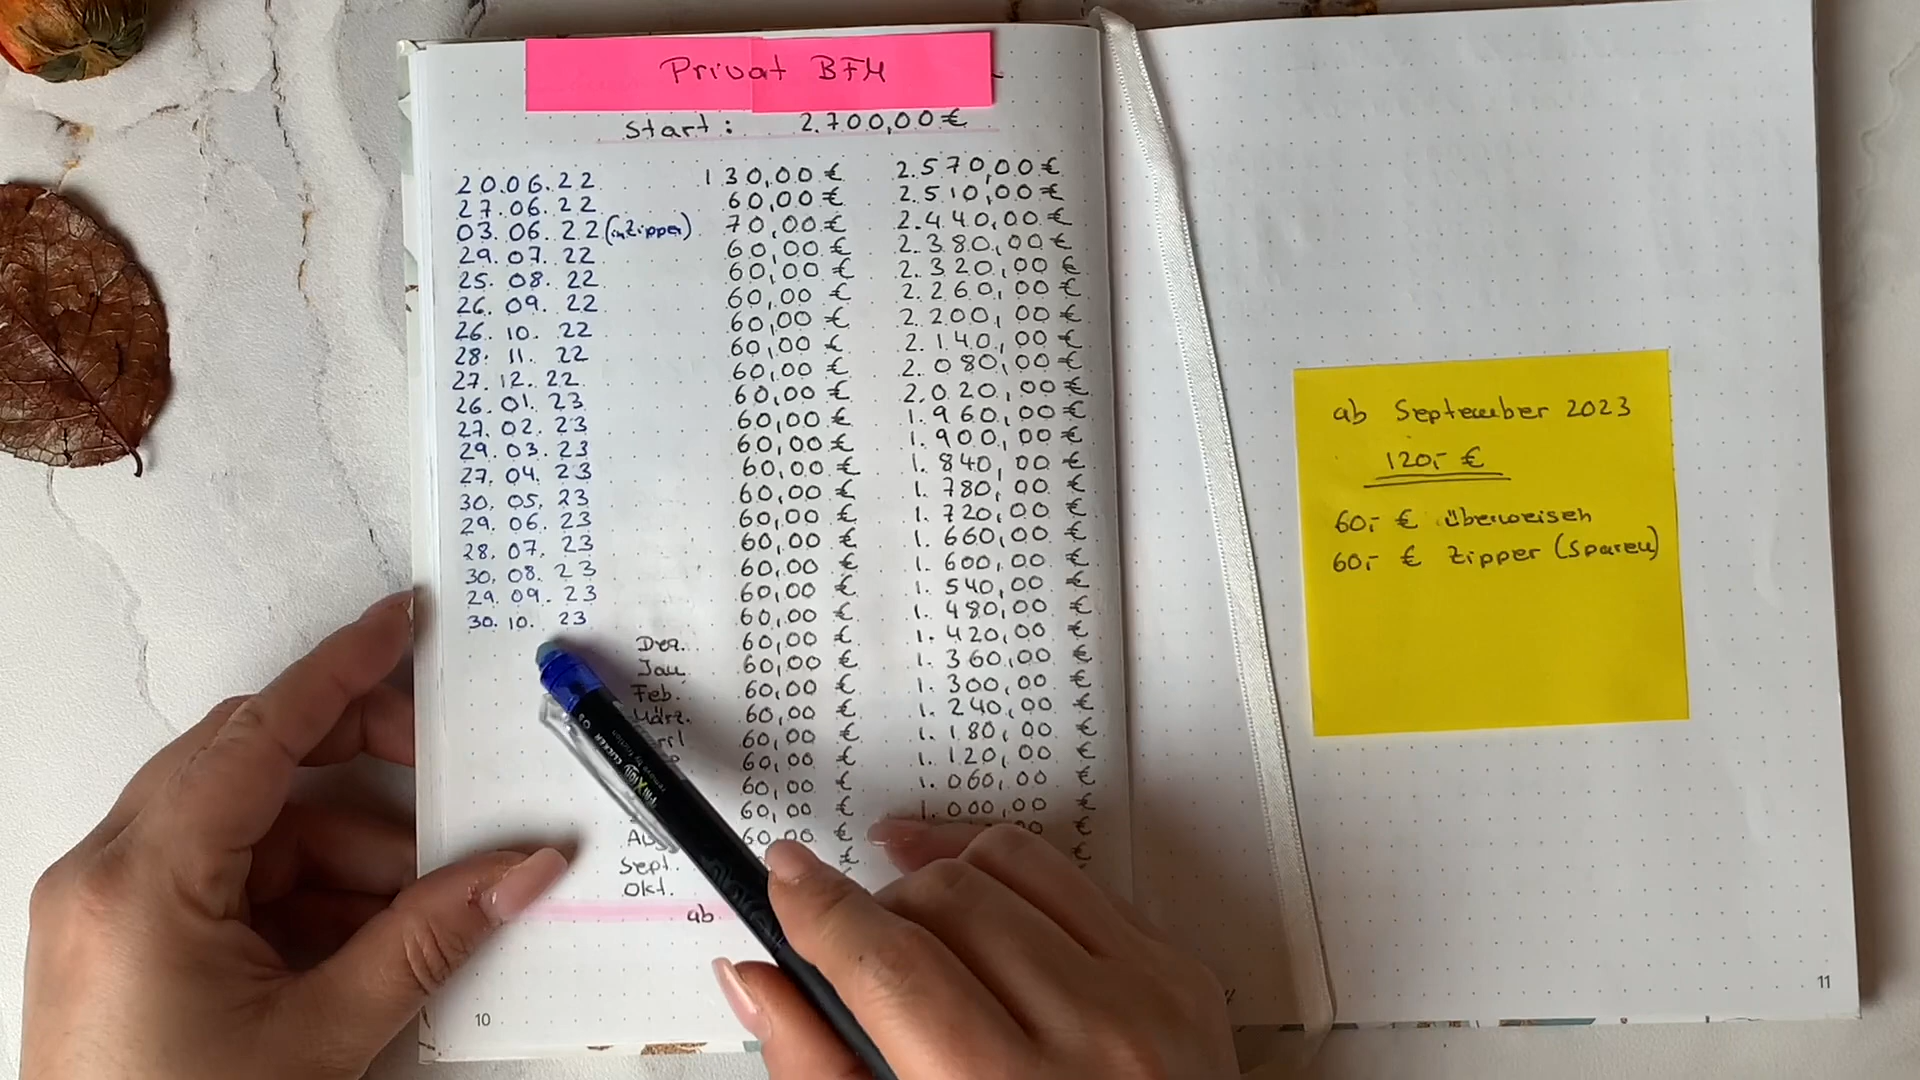 Privat BFM
Start: 2.700,00 €
20.06.22 130,00 € 2.570,00 €
27.06.22 60,00 € 2.510,00 €
03.06.22 (in Zipper) 70,00 € 2.440,00 €
29.07.22 60,00 € 2.380,00 €
25.08.22 60,00 € 2.320,00 €
26.09.22 60,00 € 2.260,00 €
26.10.22 60,00 € 2.200,00 €
28.11.22 60,00 € 2.140,00 €
27.12.22 60,00 € 2.080,00 €
26.01.23 60,00 € 2.020,00 €
27.02.23 60,00 € 1.960,00 €
29.03.23 60,00 € 1.900,00 €
27.04.23 60,00 € 1.840,00 €
30.05.23 60,00 € 1.780,00 €
29.06.23 60,00 € 1.720,00 €
28.07.23 60,00 € 1.660,00 €
30.08.23 60,00 € 1.600,00 €
29.09.23 60,00 € 1.540,00 €
30.10.23 60,00 € 1.480,00 €
Dez. 60,00 € 1.420,00 €
Jan 60,00 € 1.360,00 €
Feb. 60,00 € 1.300,00 €
März. 60,00 € 1.240,00 €
60,00 € 1.180,00 €
60,00 € 1.120,00 €
60,00 € 1.060,00 €
60,00 € 1.000,00 €
60,00 € €
Sept. € €
Okt.
ab
10
ab September 2023
120,- €
60,- € überweisen
60,- € Zipper (Sparen)
11